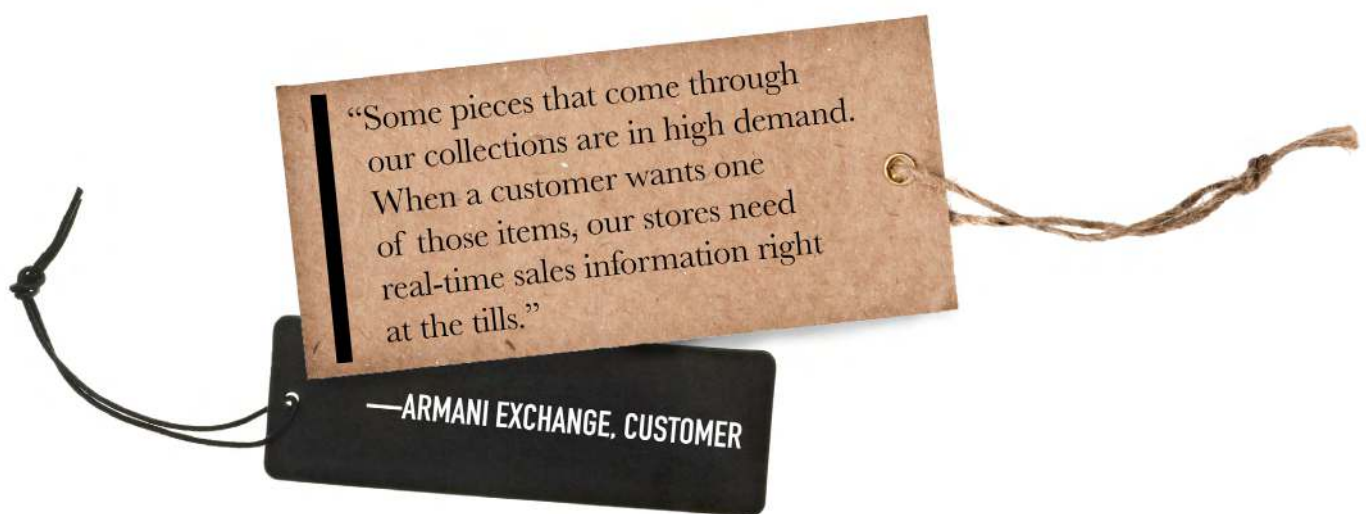 “Some pieces that come through
our collections are in high demand.
When a customer wants one
of those items, our stores need
real-time sales information right
at the tills.”
—ARMANI EXCHANGE, CUSTOMER